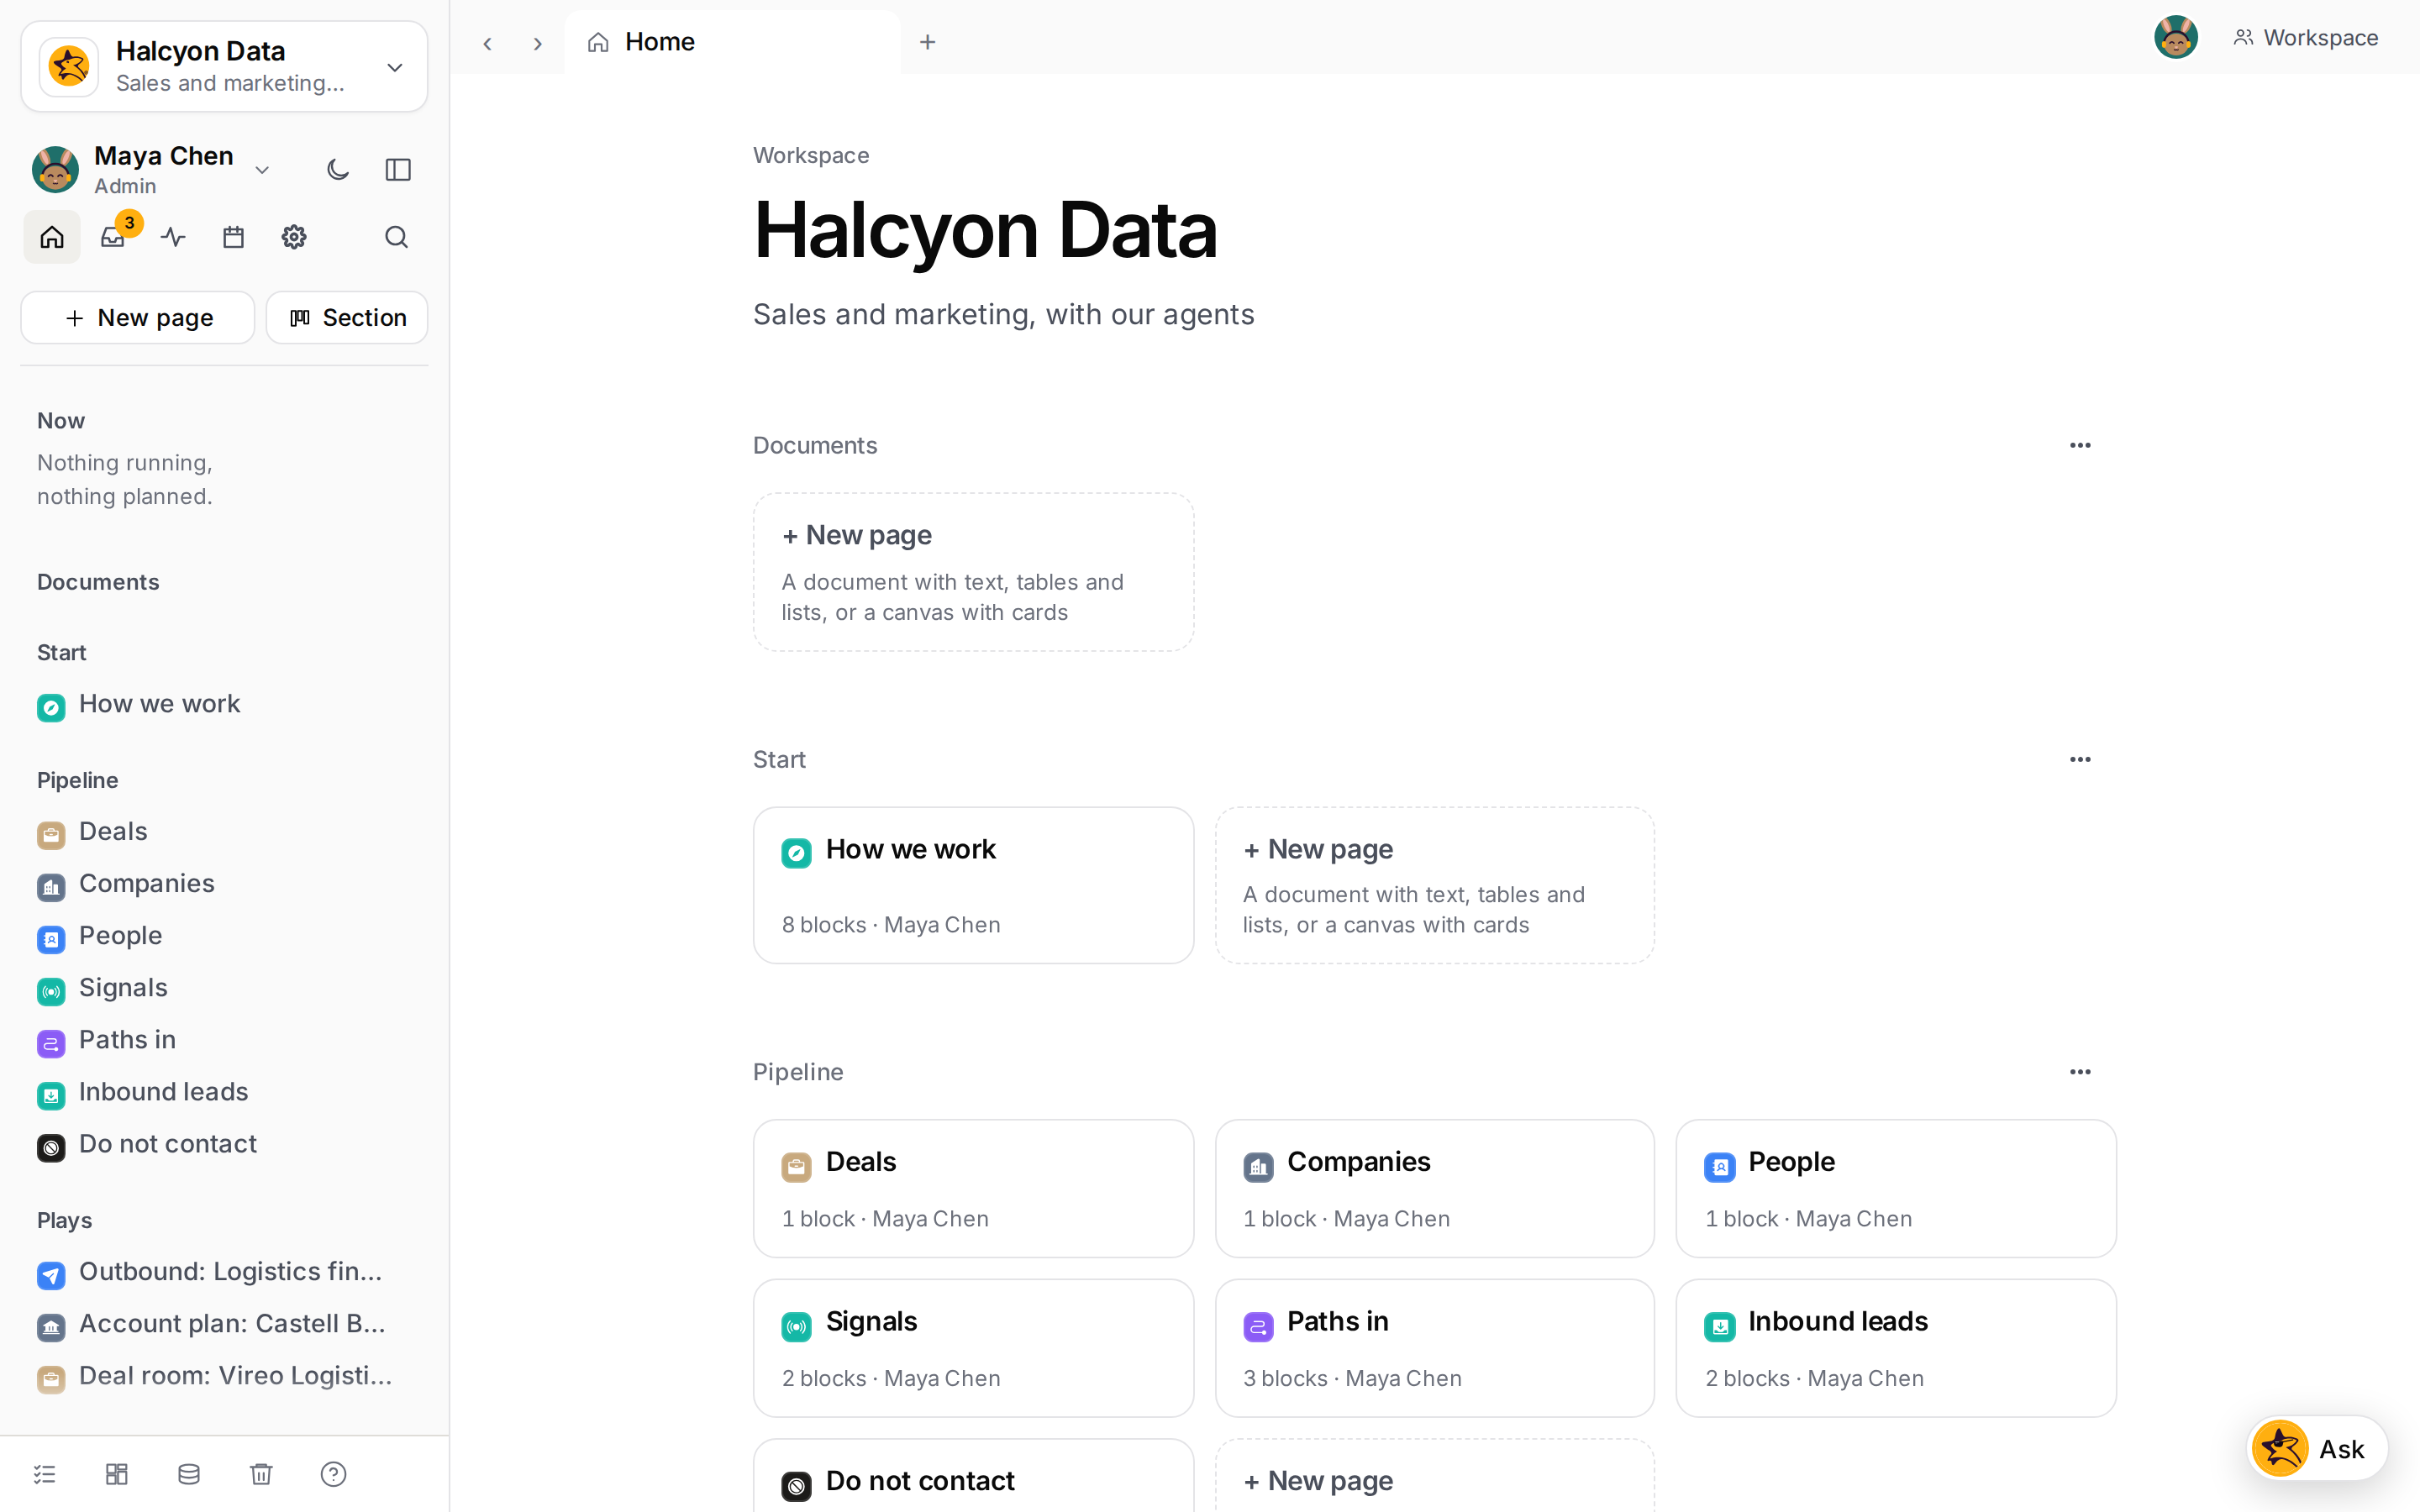 Halcyon Data
Sales and marketing...
Maya Chen
Admin
3
New page
Section
Now
Nothing running,
nothing planned.
Documents
Start
How we work
Pipeline
Deals
Companies
People
Signals
Paths in
Inbound leads
Do not contact
Plays
Outbound: Logistics fin...
Account plan: Castell B...
Deal room: Vireo Logisti...
Home
Workspace
Workspace
Halcyon Data
Sales and marketing, with our agents
Documents
+ New page
A document with text, tables and
lists, or a canvas with cards
Start
How we work
8 blocks · Maya Chen
+ New page
A document with text, tables and
lists, or a canvas with cards
Pipeline
Deals
1 block · Maya Chen
Companies
1 block · Maya Chen
People
1 block · Maya Chen
Signals
2 blocks · Maya Chen
Paths in
3 blocks · Maya Chen
Inbound leads
2 blocks · Maya Chen
Do not contact
+ New page
Ask